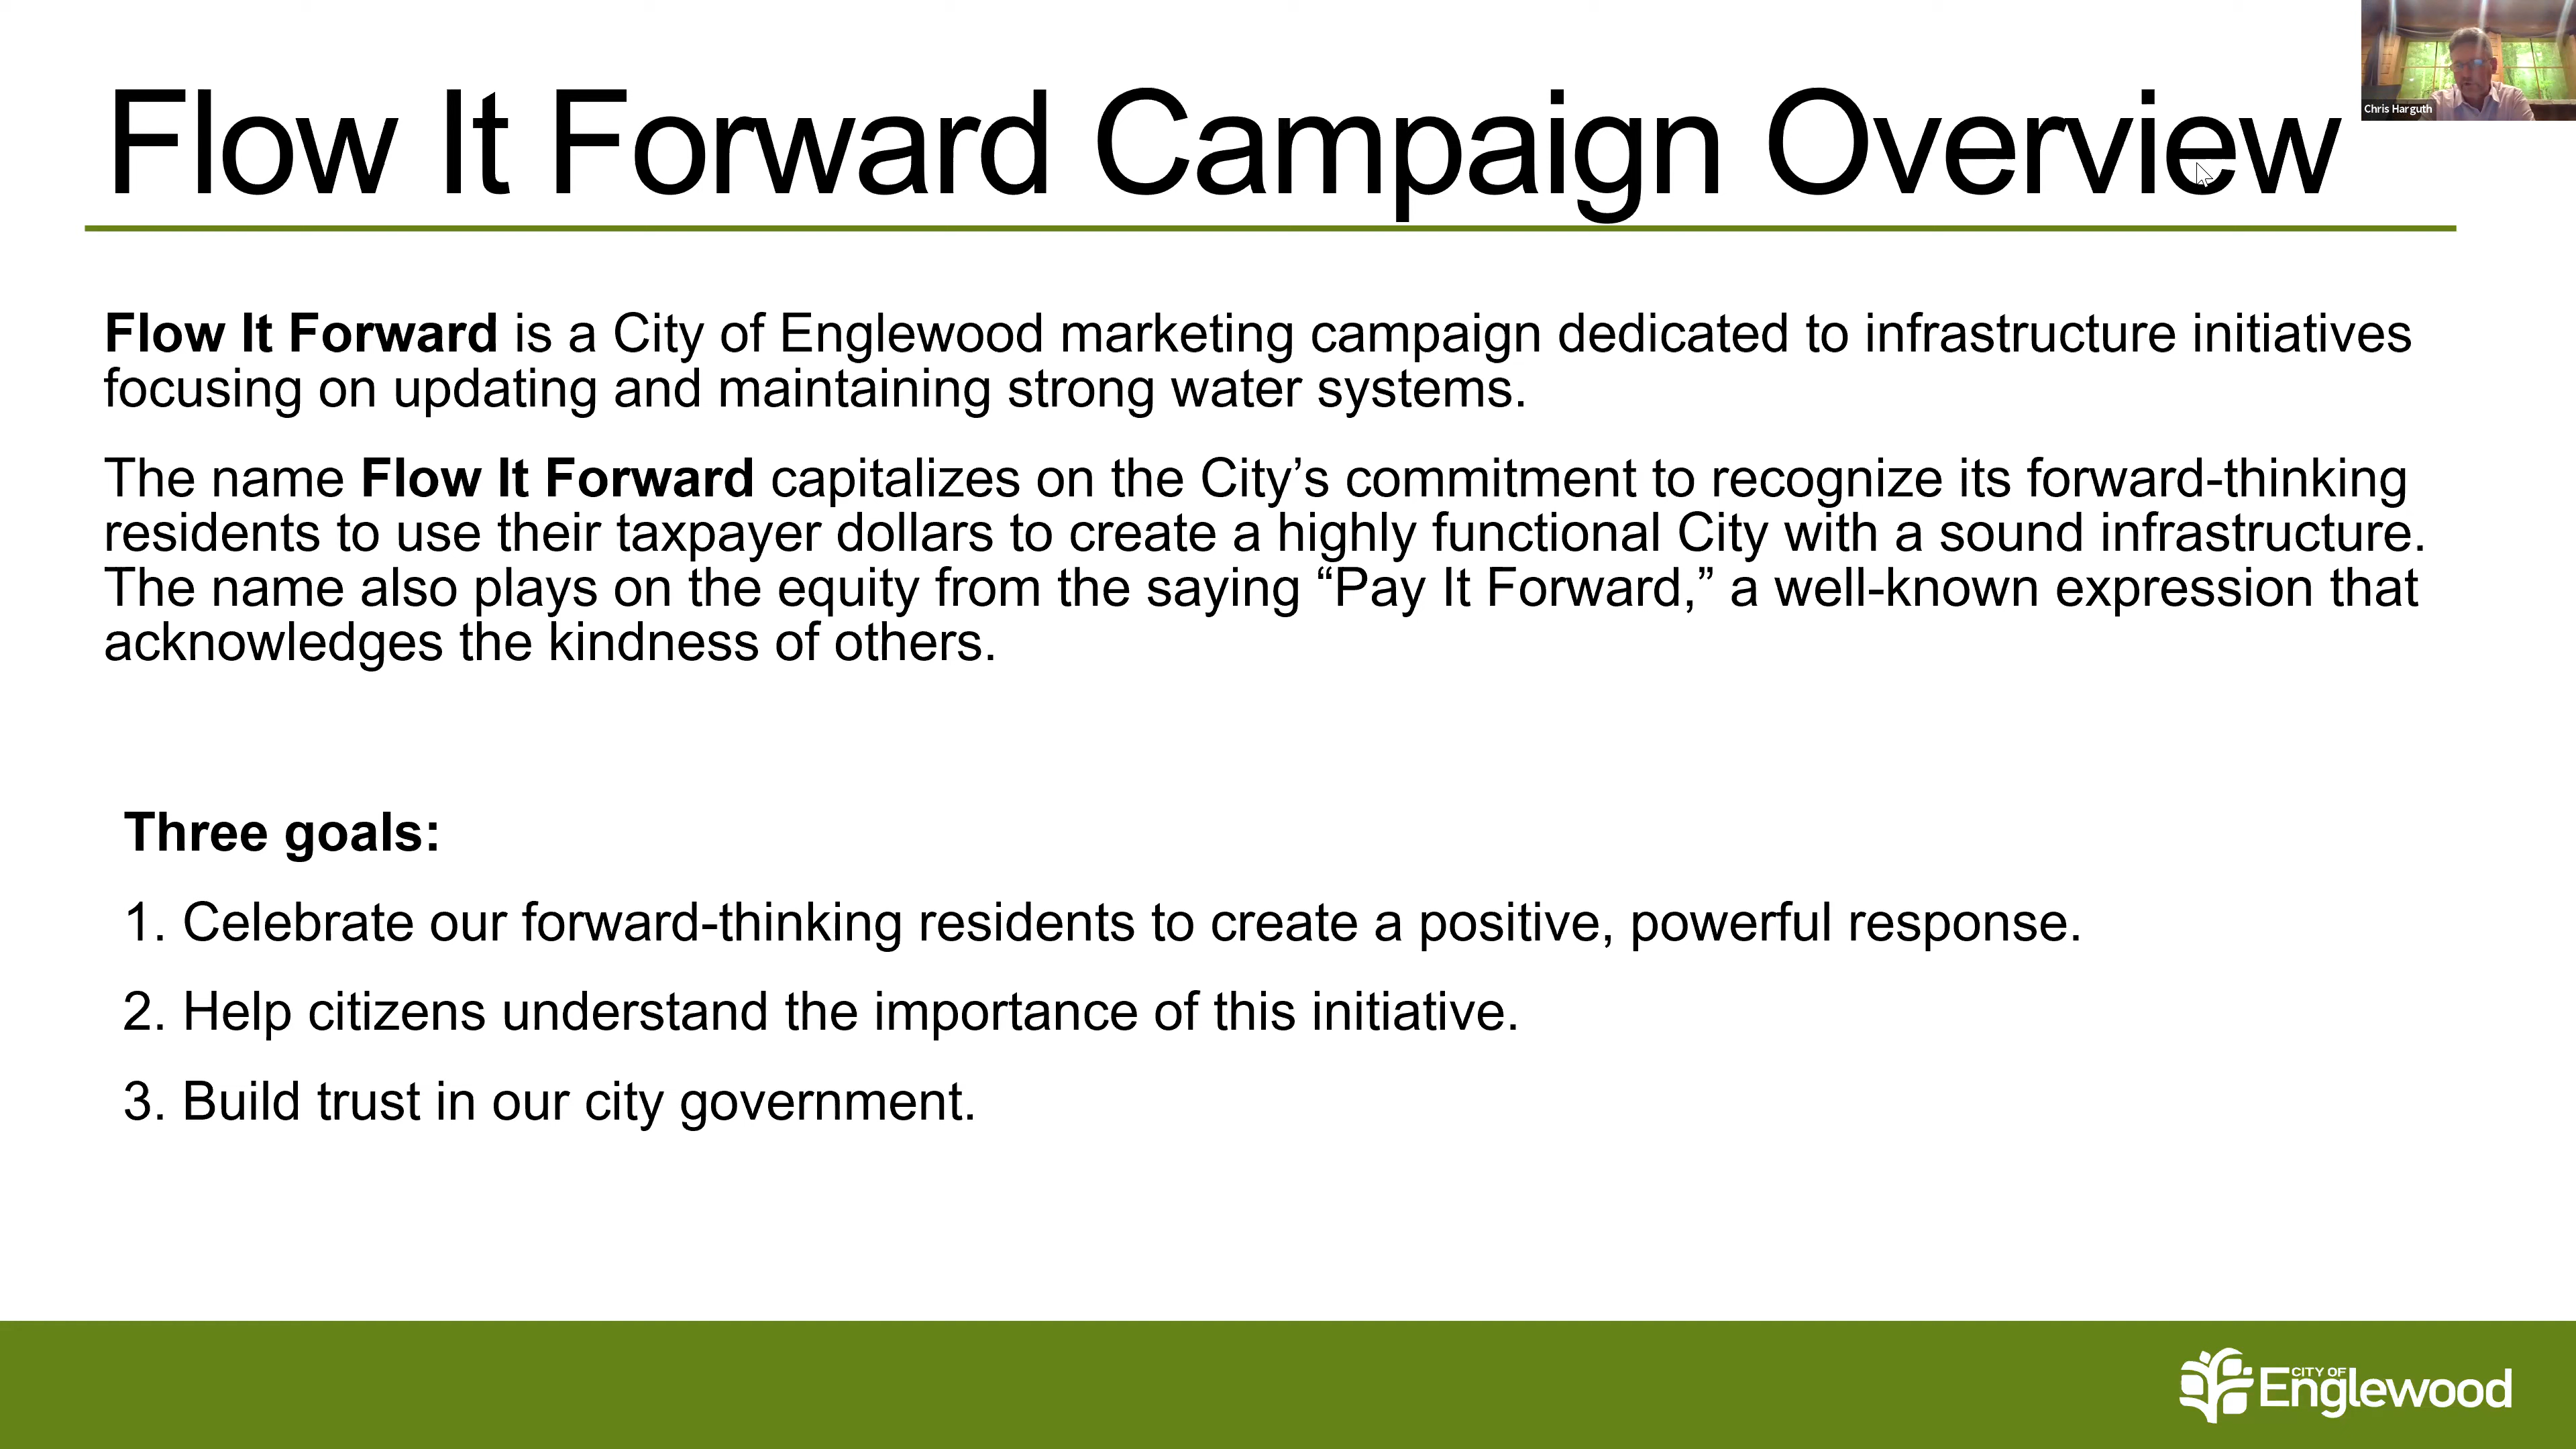 Flow It Forward Campaign Overview
Chris Harguth
Flow It Forward is a City of Englewood marketing campaign dedicated to infrastructure initiatives
focusing on updating and maintaining strong water systems.
The name Flow It Forward capitalizes on the City’s commitment to recognize its forward-thinking
residents to use their taxpayer dollars to create a highly functional City with a sound infrastructure.
The name also plays on the equity from the saying “Pay It Forward,” a well-known expression that
acknowledges the kindness of others.
Three goals:
1. Celebrate our forward-thinking residents to create a positive, powerful response.
2. Help citizens understand the importance of this initiative.
3. Build trust in our city government.
CITY OF
Englewood